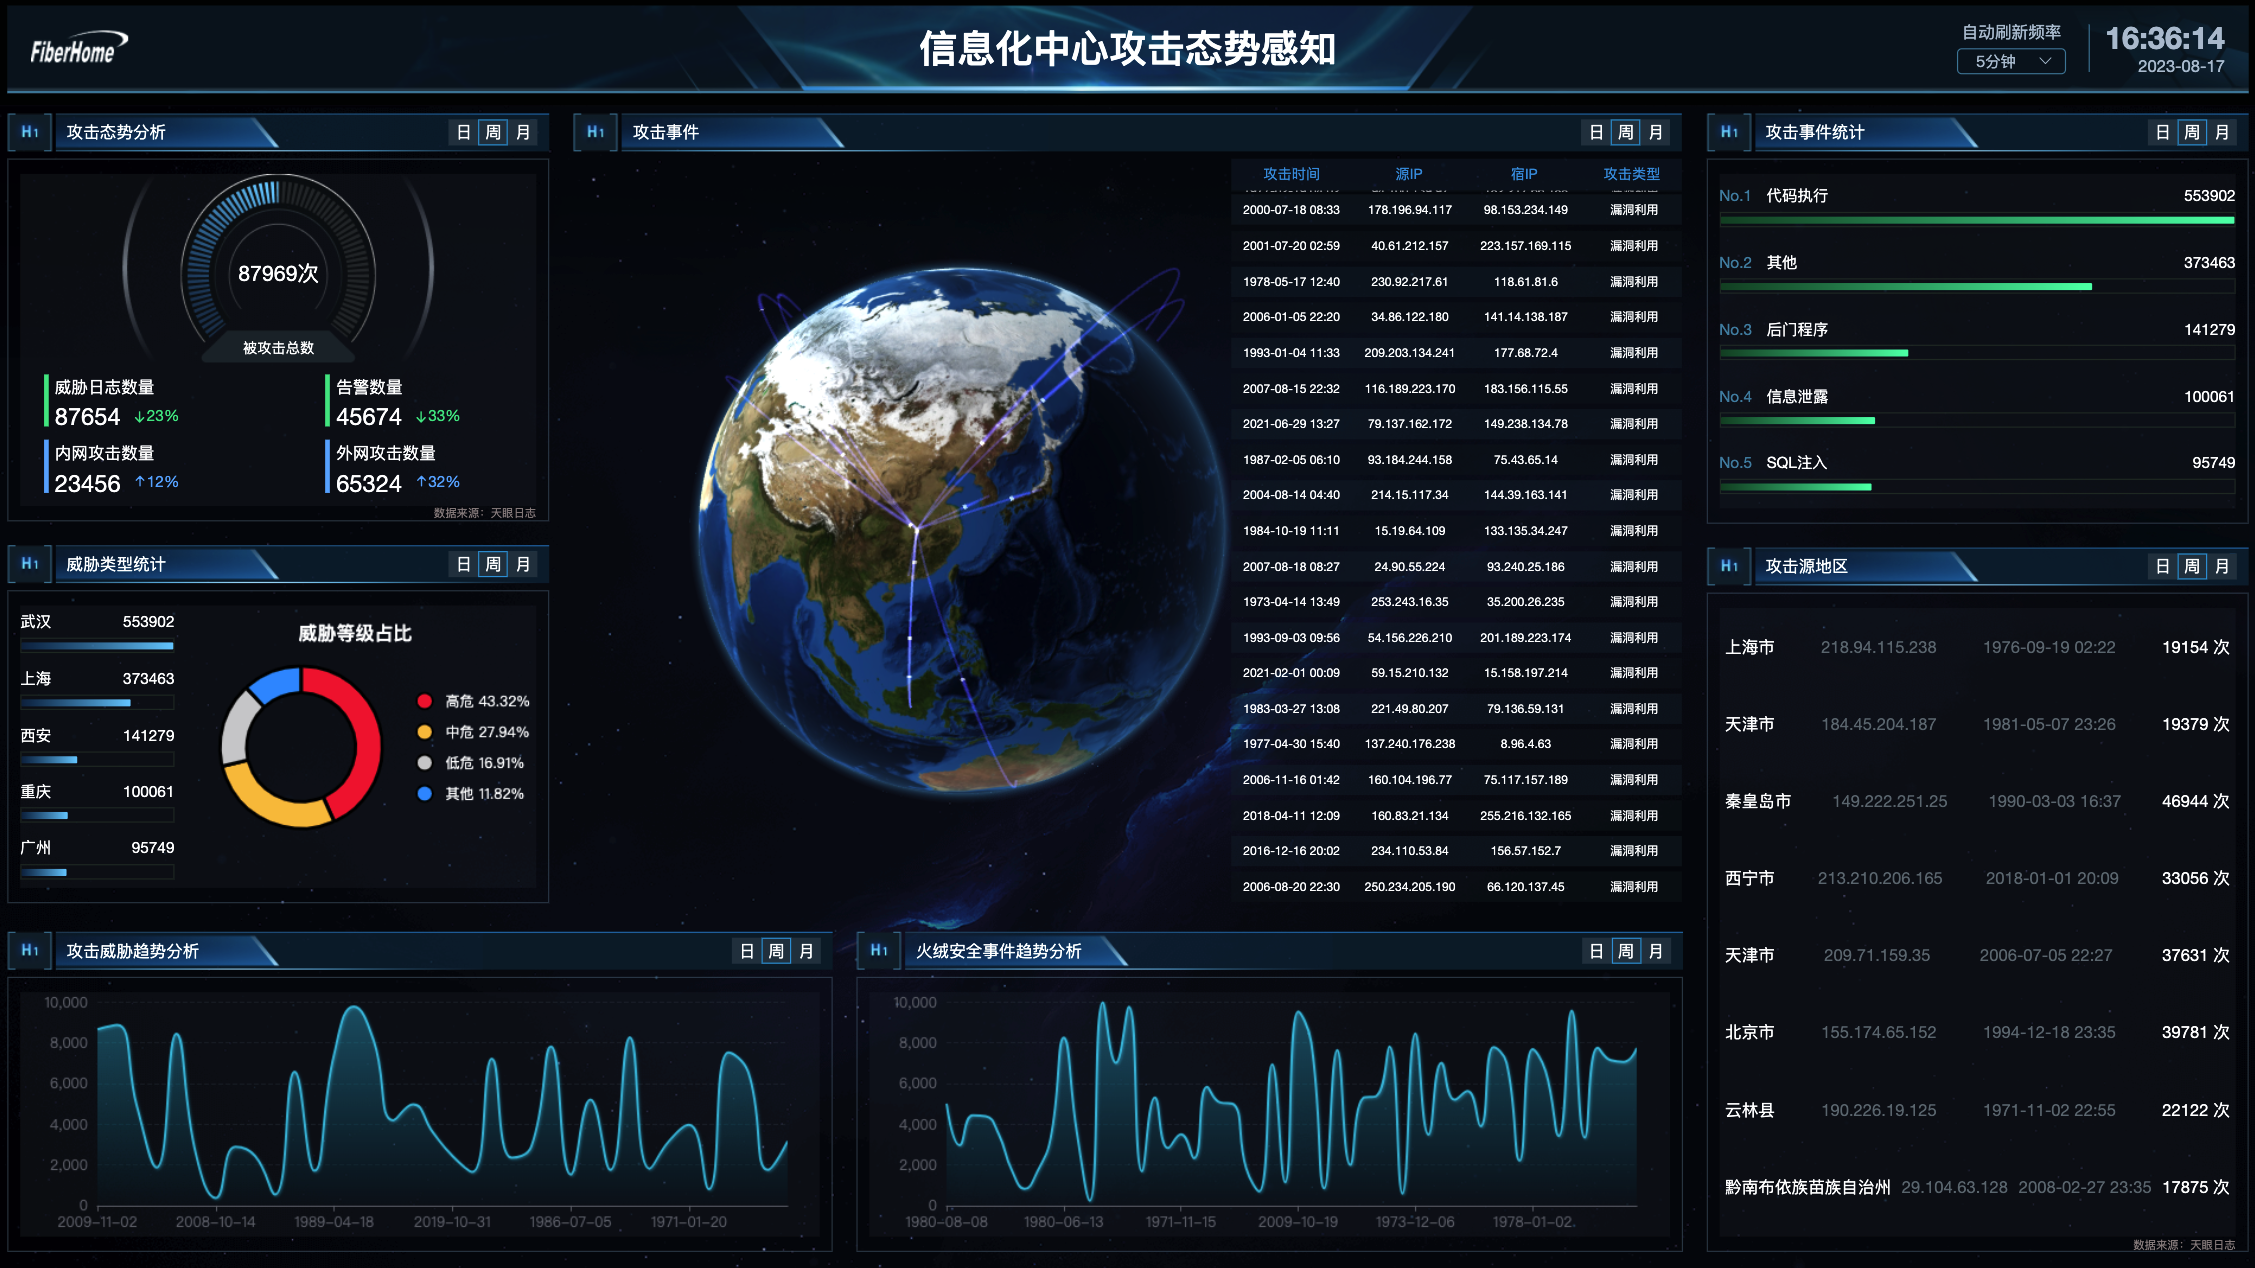 FiberHome
信息化中心攻击态势感知
自动刷新频率
5分钟
16:36:14
2023-08-17
H1 攻击态势分析 日 周 月
87969次
被攻击总数
威胁日志数量
87654 ↓23%
告警数量
45674 ↓33%
内网攻击数量
23456 ↑12%
外网攻击数量
65324 ↑32%
数据来源：天眼日志
H1 威胁类型统计 日 周 月
武汉 553902
上海 373463
西安 141279
重庆 100061
广州 95749
威胁等级占比
高危 43.32%
中危 27.94%
低危 16.91%
其他 11.82%
H1 攻击事件 日 周 月
攻击时间 源IP 宿IP 攻击类型
2000-07-18 08:33 178.196.94.117 98.153.234.149 漏洞利用
2001-07-20 02:59 40.61.212.157 223.157.169.115 漏洞利用
1978-05-17 12:40 230.92.217.61 118.61.81.6 漏洞利用
2006-01-05 22:20 34.86.122.180 141.14.138.187 漏洞利用
1993-01-04 11:33 209.203.134.241 177.68.72.4 漏洞利用
2007-08-15 22:32 116.189.223.170 183.156.115.55 漏洞利用
2021-06-29 13:27 79.137.162.172 149.238.134.78 漏洞利用
1987-02-05 06:10 93.184.244.158 75.43.65.14 漏洞利用
2004-08-14 04:40 214.15.117.34 144.39.163.141 漏洞利用
1984-10-19 11:11 15.19.64.109 133.135.34.247 漏洞利用
2007-08-18 08:27 24.90.55.224 93.240.25.186 漏洞利用
1973-04-14 13:49 253.243.16.35 35.200.26.235 漏洞利用
1993-09-03 09:56 54.156.226.210 201.189.223.174 漏洞利用
2021-02-01 00:09 59.15.210.132 15.158.197.214 漏洞利用
1983-03-27 13:08 221.49.80.207 79.136.59.131 漏洞利用
1977-04-30 15:40 137.240.176.238 8.96.4.63 漏洞利用
2006-11-16 01:42 160.104.196.77 75.117.157.189 漏洞利用
2018-04-11 12:09 160.83.21.134 255.216.132.165 漏洞利用
2016-12-16 20:02 234.110.53.84 156.57.152.7 漏洞利用
2006-08-20 22:30 250.234.205.190 66.120.137.45 漏洞利用
H1 攻击事件统计 日 周 月
No.1 代码执行 553902
No.2 其他 373463
No.3 后门程序 141279
No.4 信息泄露 100061
No.5 SQL注入 95749
H1 攻击源地区 日 周 月
上海市 218.94.115.238 1976-09-19 02:22 19154 次
天津市 184.45.204.187 1981-05-07 23:26 19379 次
秦皇岛市 149.222.251.25 1990-03-03 16:37 46944 次
西宁市 213.210.206.165 2018-01-01 20:09 33056 次
天津市 209.71.159.35 2006-07-05 22:27 37631 次
北京市 155.174.65.152 1994-12-18 23:35 39781 次
云林县 190.226.19.125 1971-11-02 22:55 22122 次
黔南布依族苗族自治州 29.104.63.128 2008-02-27 23:35 17875 次
数据来源：天眼日志
H1 攻击威胁趋势分析 日 周 月
10,000
8,000
6,000
4,000
2,000
0
2009-11-02 2008-10-14 1989-04-18 2019-10-31 1986-07-05 1971-01-20
H1 火绒安全事件趋势分析 日 周 月
10,000
8,000
6,000
4,000
2,000
0
1980-08-08 1980-06-13 1971-11-15 2009-10-19 1973-12-06 1978-01-02